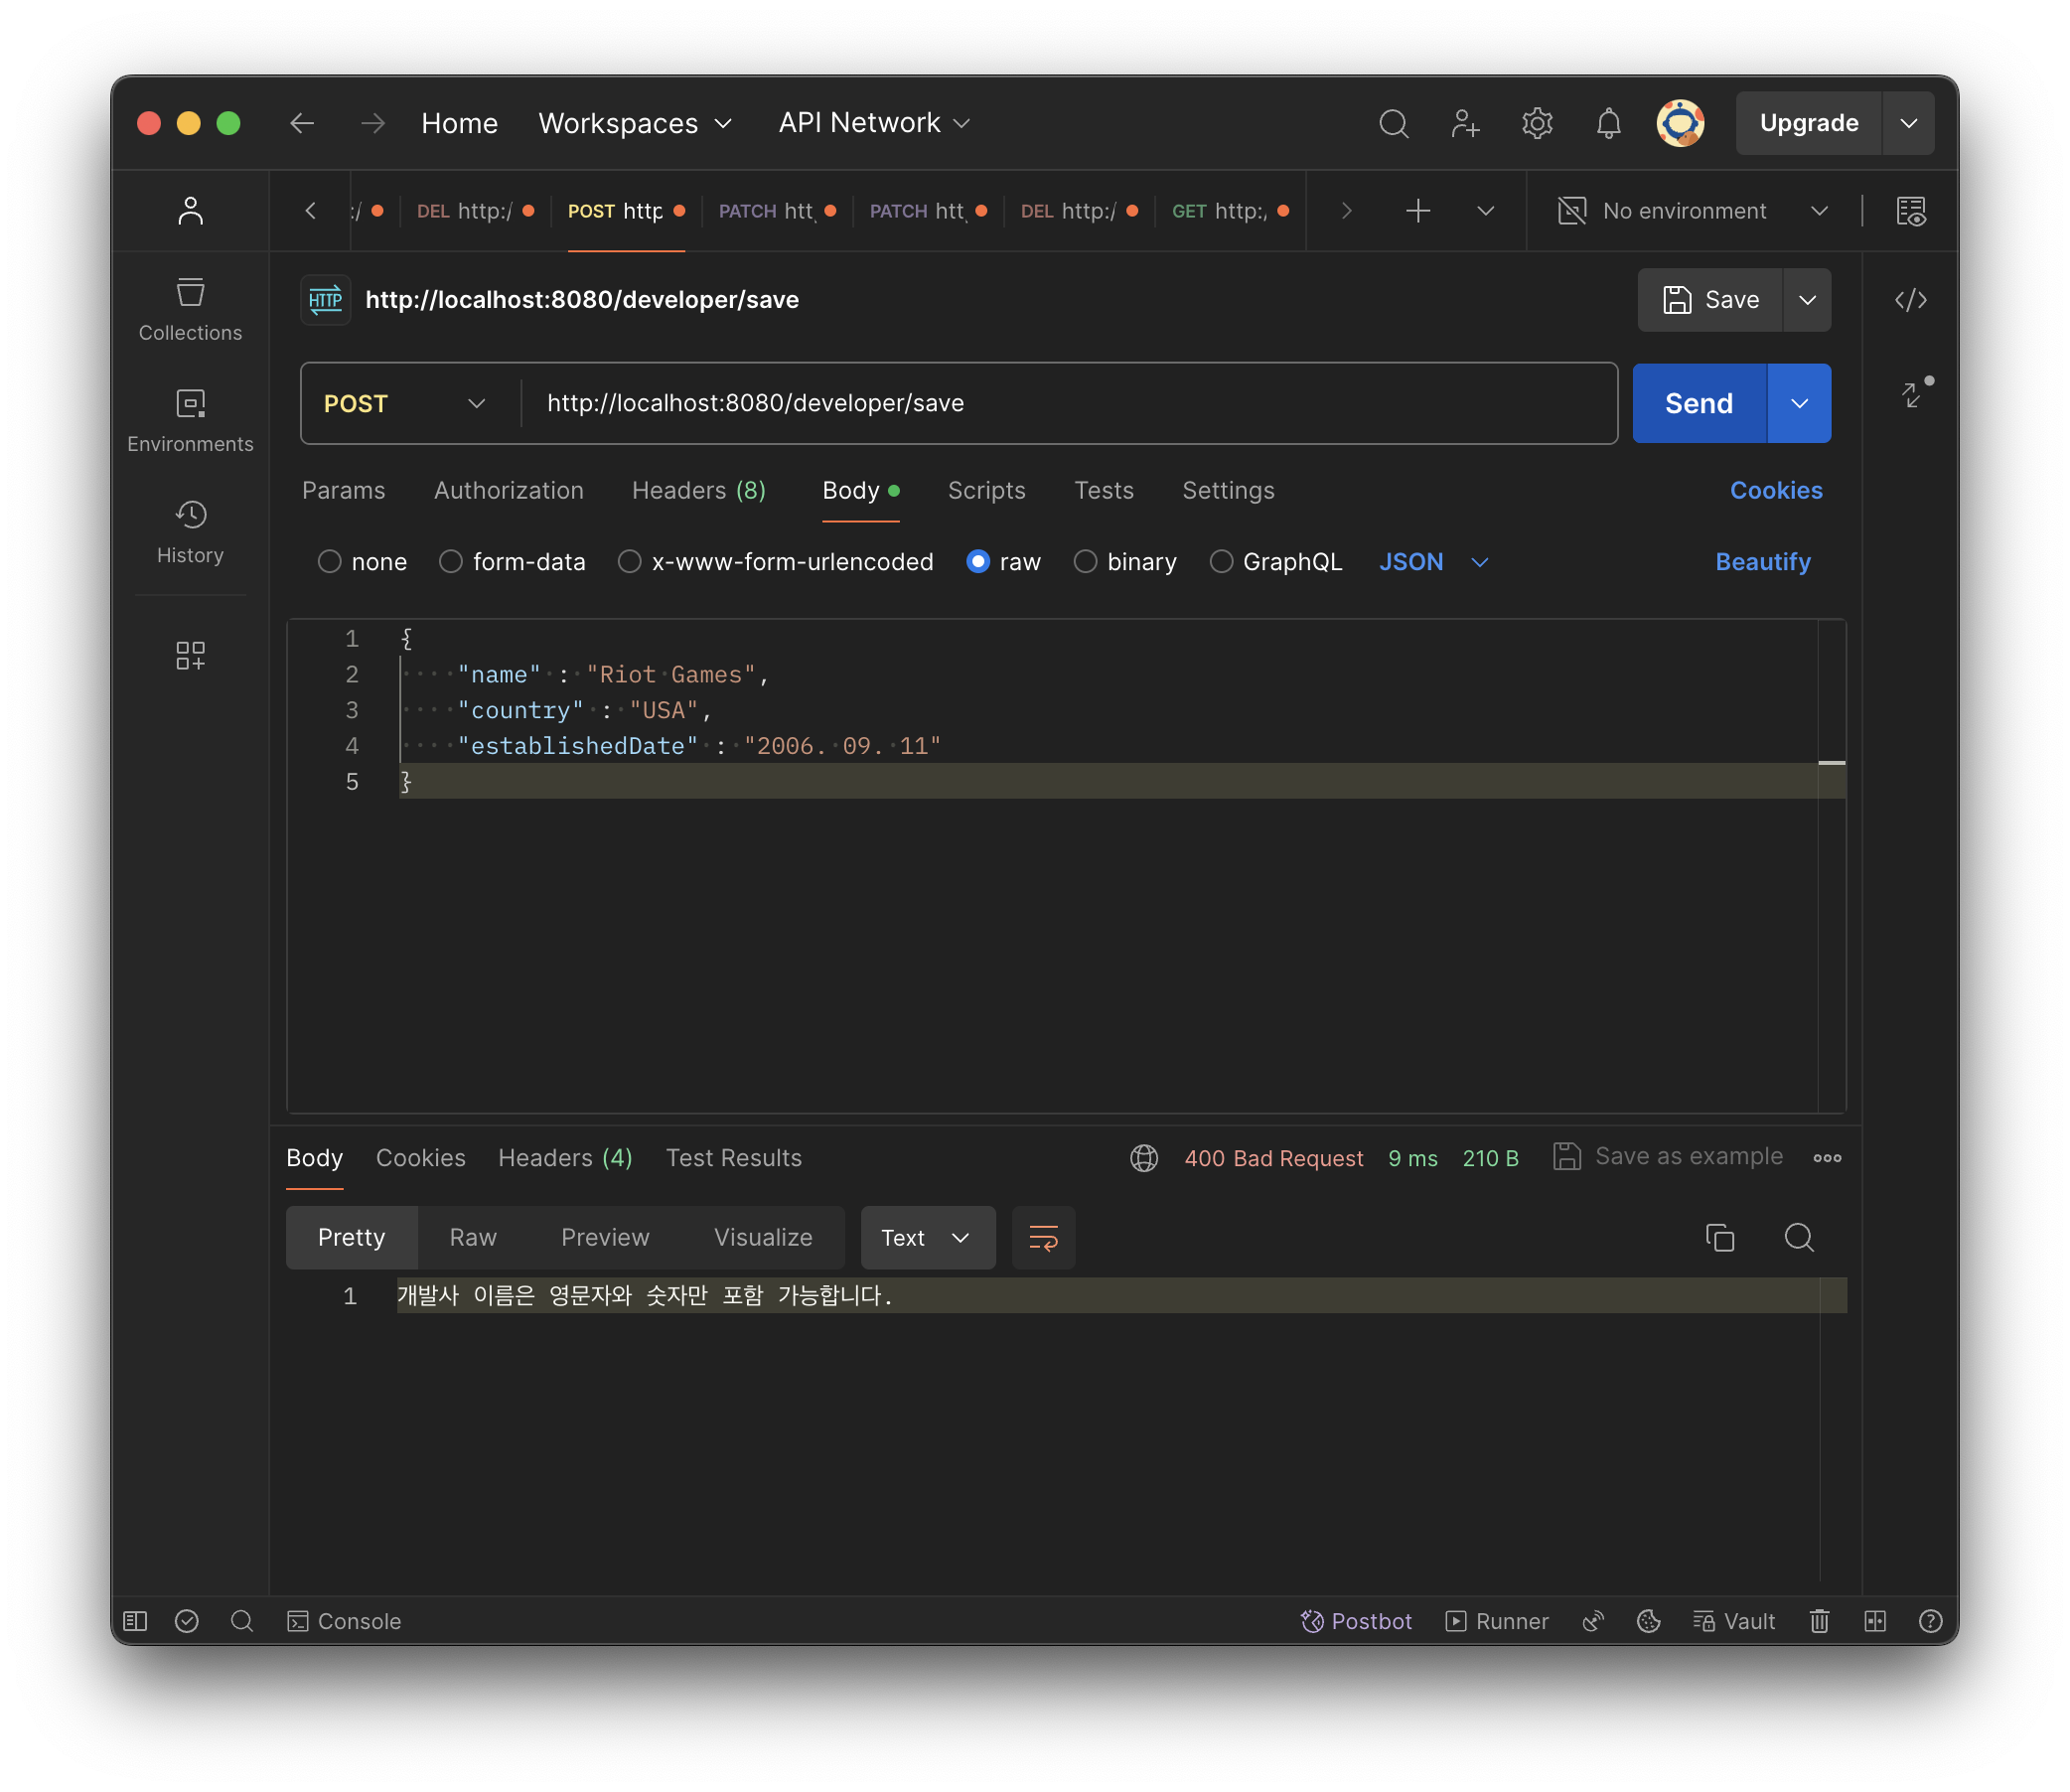 Home Workspaces API Network Upgrade
:/ DEL http:/ POST http PATCH htt PATCH htt DEL http:/ GET http:/ No environment
HTTP http://localhost:8080/developer/save Save
Collections
POST http://localhost:8080/developer/save Send
Environments
Params Authorization Headers (8) Body Scripts Tests Settings Cookies
History
none form-data x-www-form-urlencoded raw binary GraphQL JSON Beautify
1 {
2 "name" : "Riot Games",
3 "country" : "USA",
4 "establishedDate" : "2006. 09. 11"
5 }
Body Cookies Headers (4) Test Results 400 Bad Request 9 ms 210 B Save as example
Pretty Raw Preview Visualize Text
1 개발사 이름은 영문자와 숫자만 포함 가능합니다.
Console Postbot Runner Vault